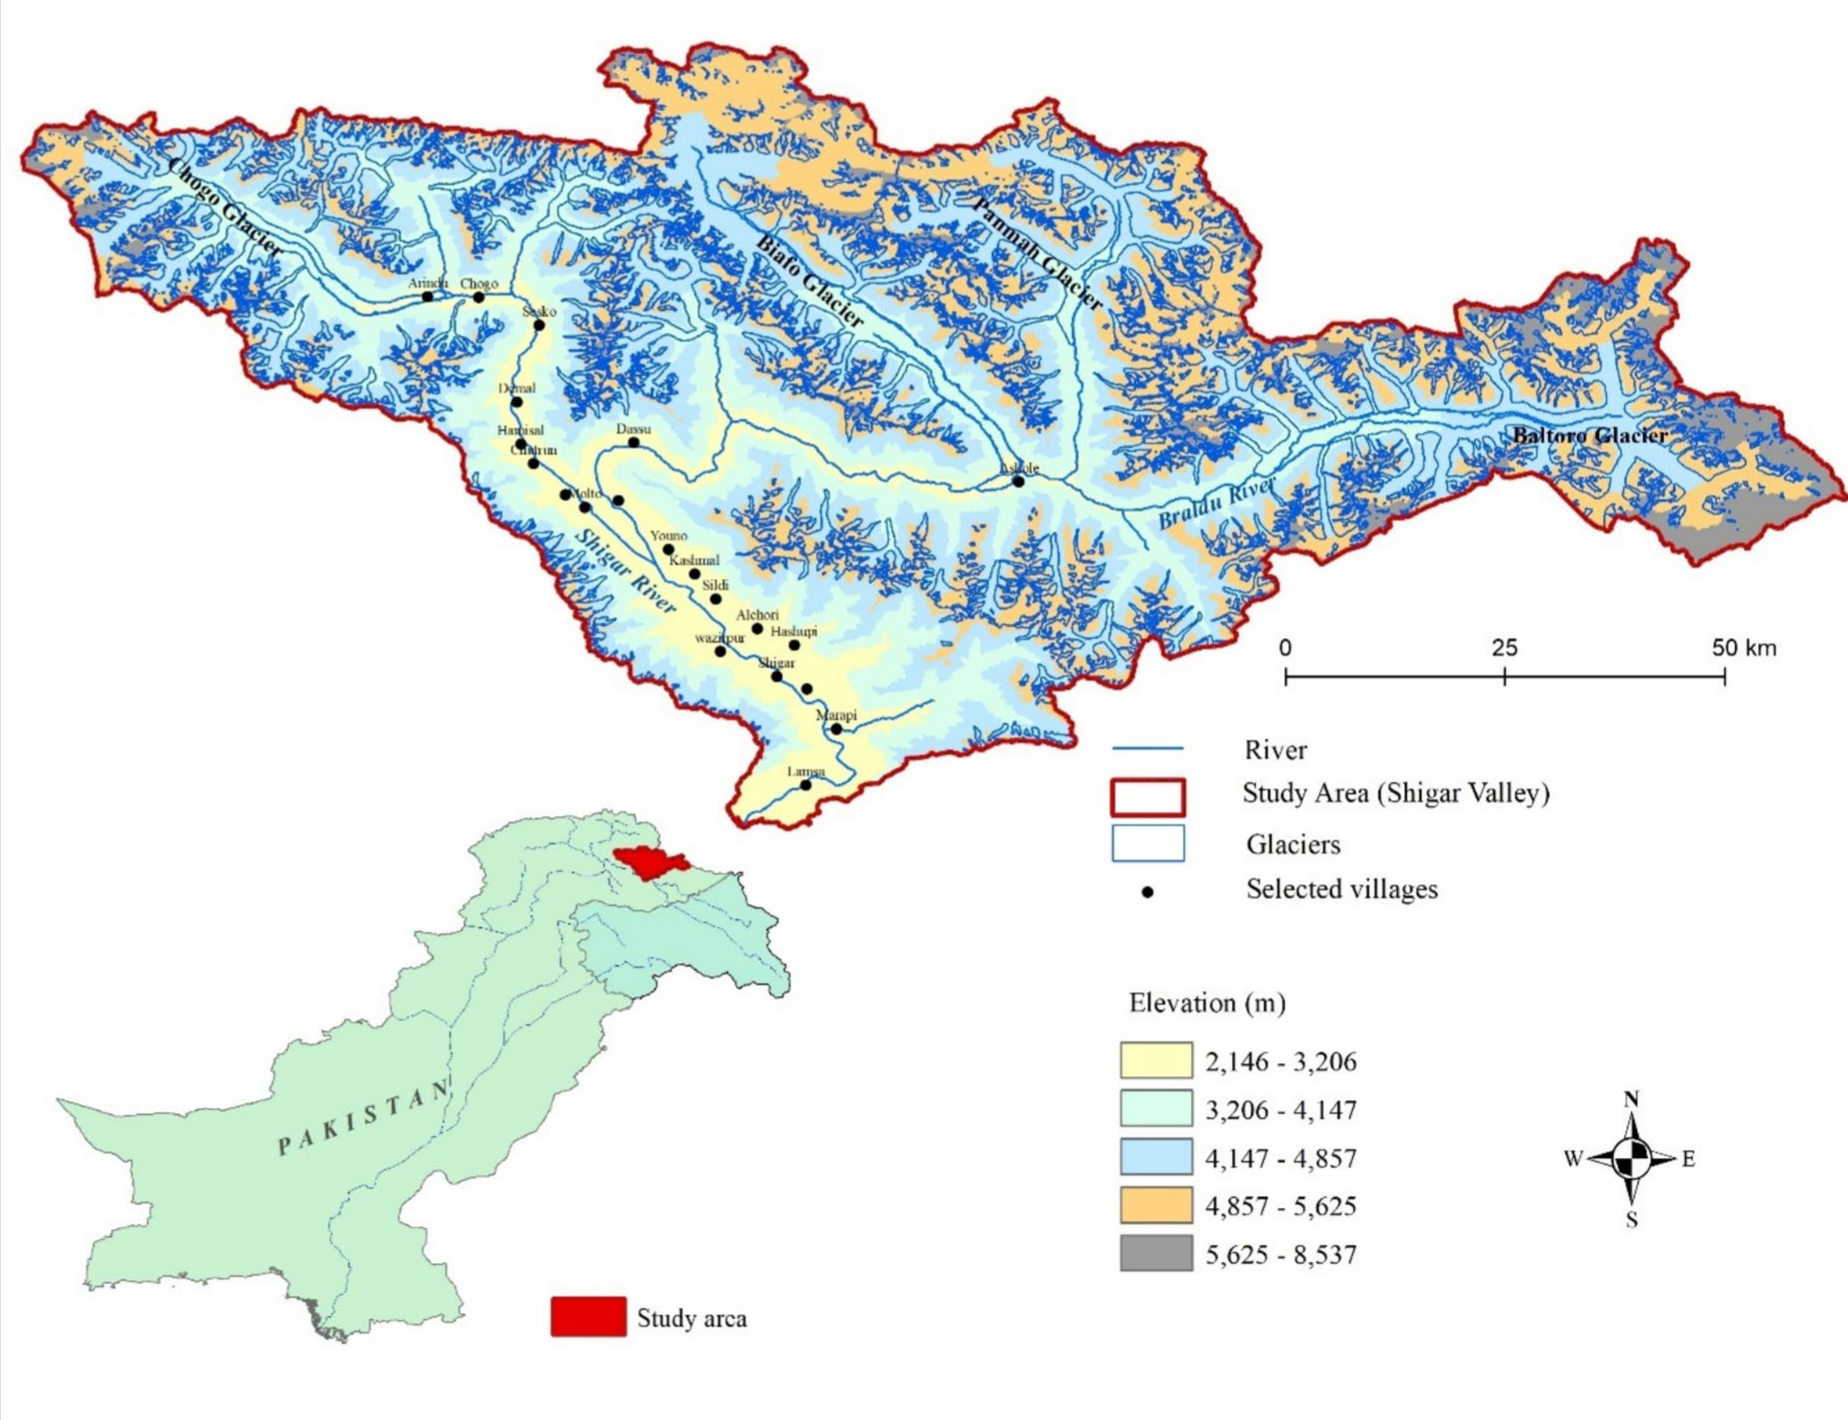 Chogo Glacier
Biafo Glacier
Panmah Glacier
Baltoro Glacier
Arindu
Chogo
Sesko
Demal
Hamisal
Chutrun
Dassu
Molto
Askole
Braldu River
Shigar River
Youno
Kashmal
Sildi
Alchori
Hashupi
wazirpur
Shigar
Marapi
Lamsa
0 25 50 km
River
Study Area (Shigar Valley)
Glaciers
Selected villages
PAKISTAN
Elevation (m)
2,146 - 3,206
3,206 - 4,147
4,147 - 4,857
4,857 - 5,625
5,625 - 8,537
N
W E
S
Study area